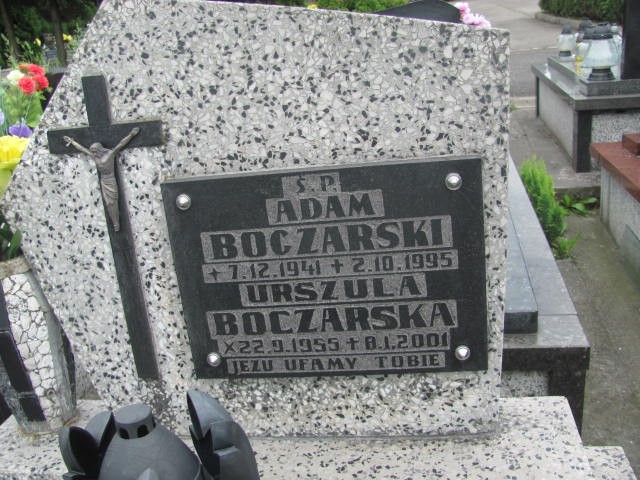 Ś.P.
ADAM
BOCZARSKI
+7.12.1941 +2.10.1995
URSZULA
BOCZARSKA
×22.9.1955 +8.1.2001
JEZU UFAMY TOBIE